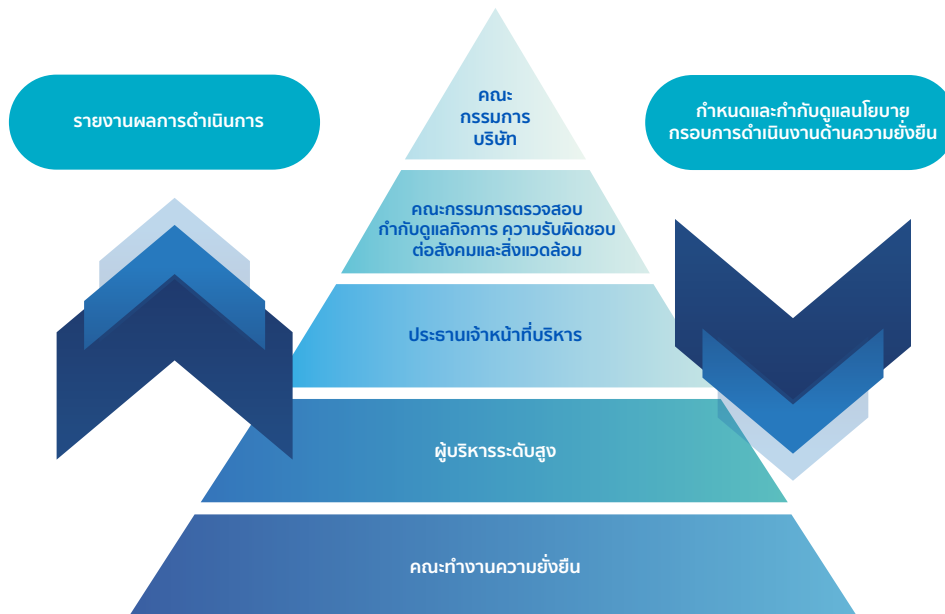 รายงานผลการดำเนินการ
คณะ
กรรมการ
บริษัท
กำหนดและกำกับดูแลนโยบาย
กรอบการดำเนินงานด้านความยั่งยืน
คณะกรรมการตรวจสอบ
กำกับดูแลกิจการ ความรับผิดชอบ
ต่อสังคมและสิ่งแวดล้อม
ประธานเจ้าหน้าที่บริหาร
ผู้บริหารระดับสูง
คณะทำงานความยั่งยืน